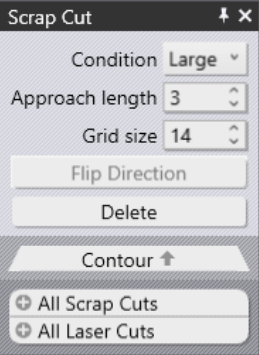 Scrap Cut
Condition Large
Approach length 3
Grid size 14
Flip Direction
Delete
Contour
All Scrap Cuts
All Laser Cuts